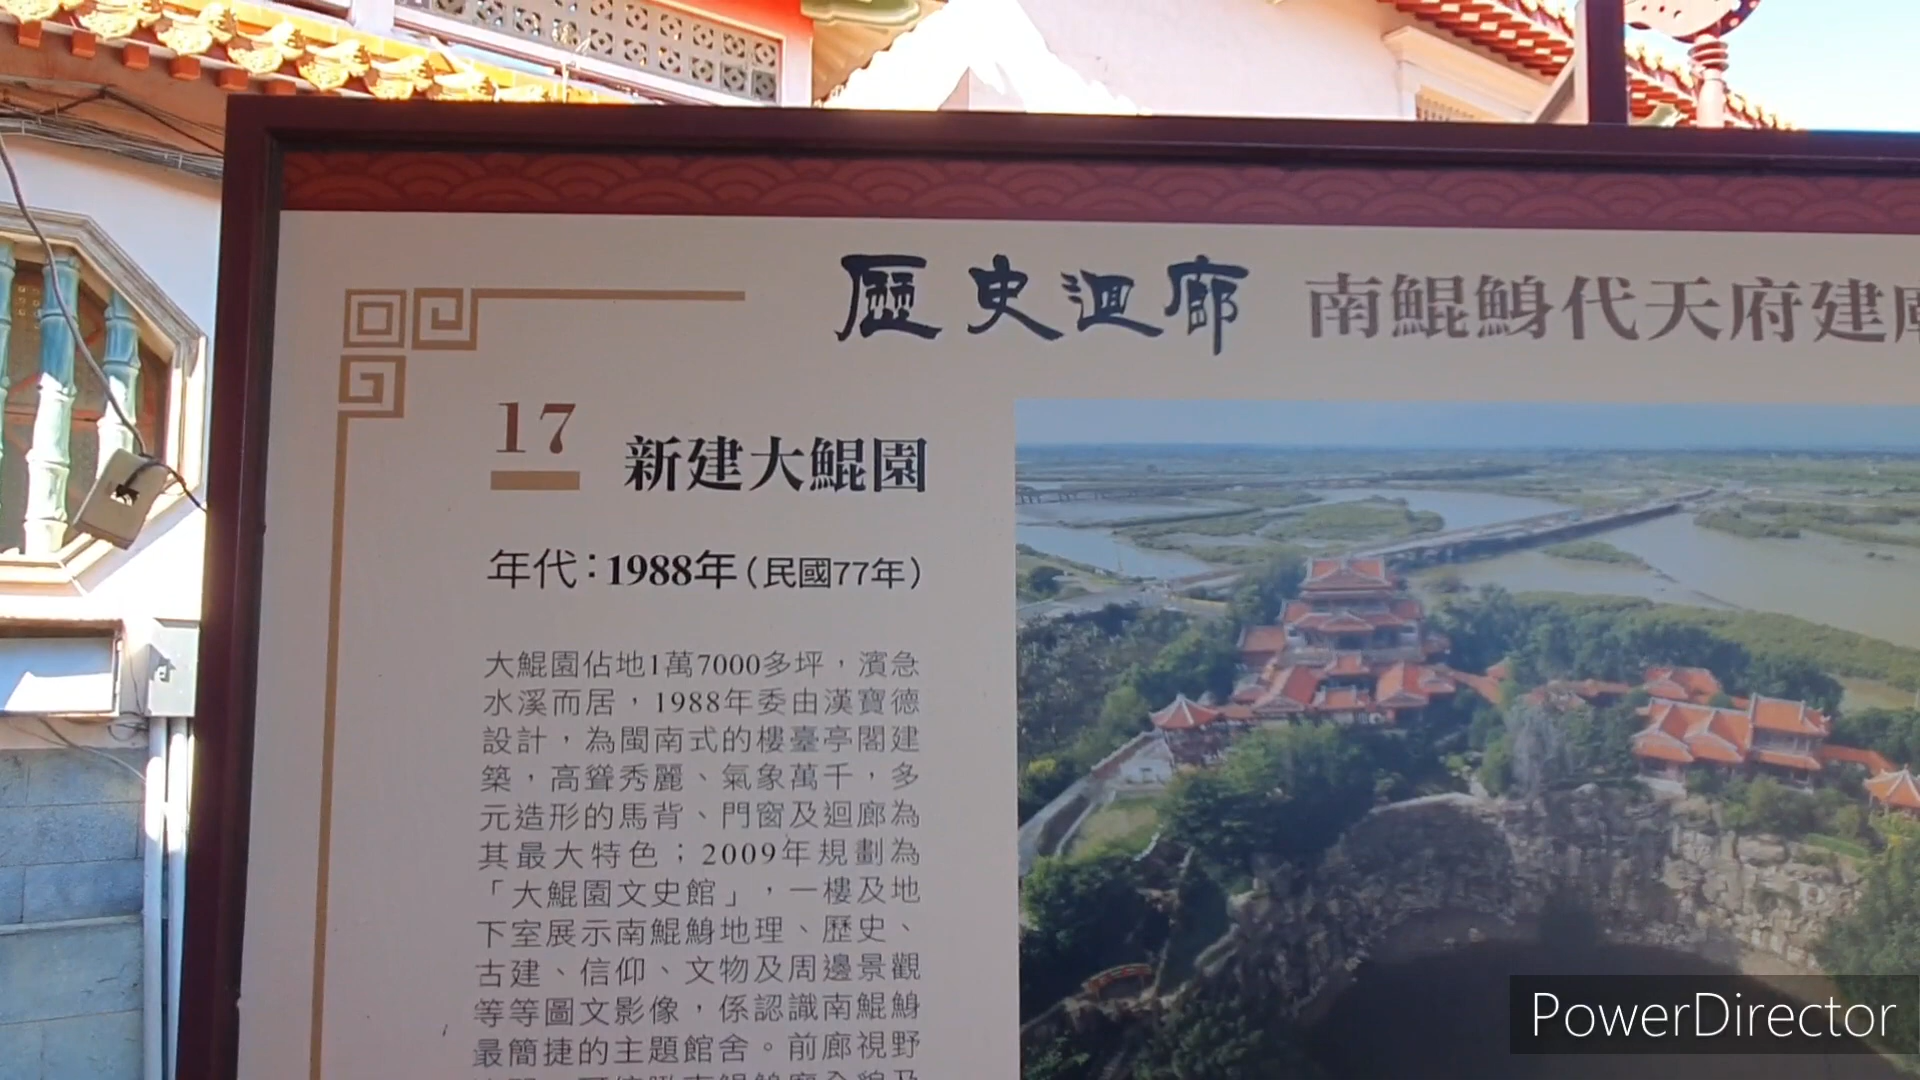 歷史迴廊 南鯤鯓代天府建廟
17 新建大鯤園
年代：1988年（民國77年）
大鯤園佔地1萬7000多坪，濱急
水溪而居，1988年委由漢寶德
設計，為閩南式的樓臺亭閣建
築，高聳秀麗、氣象萬千，多
元造形的馬背、門窗及迴廊為
其最大特色；2009年規劃為
「大鯤園文史館」，一樓及地
下室展示南鯤鯓地理、歷史、
古建、信仰、文物及周邊景觀
等等圖文影像，係認識南鯤鯓
最簡捷的主題館舍。前廊視野
PowerDirector